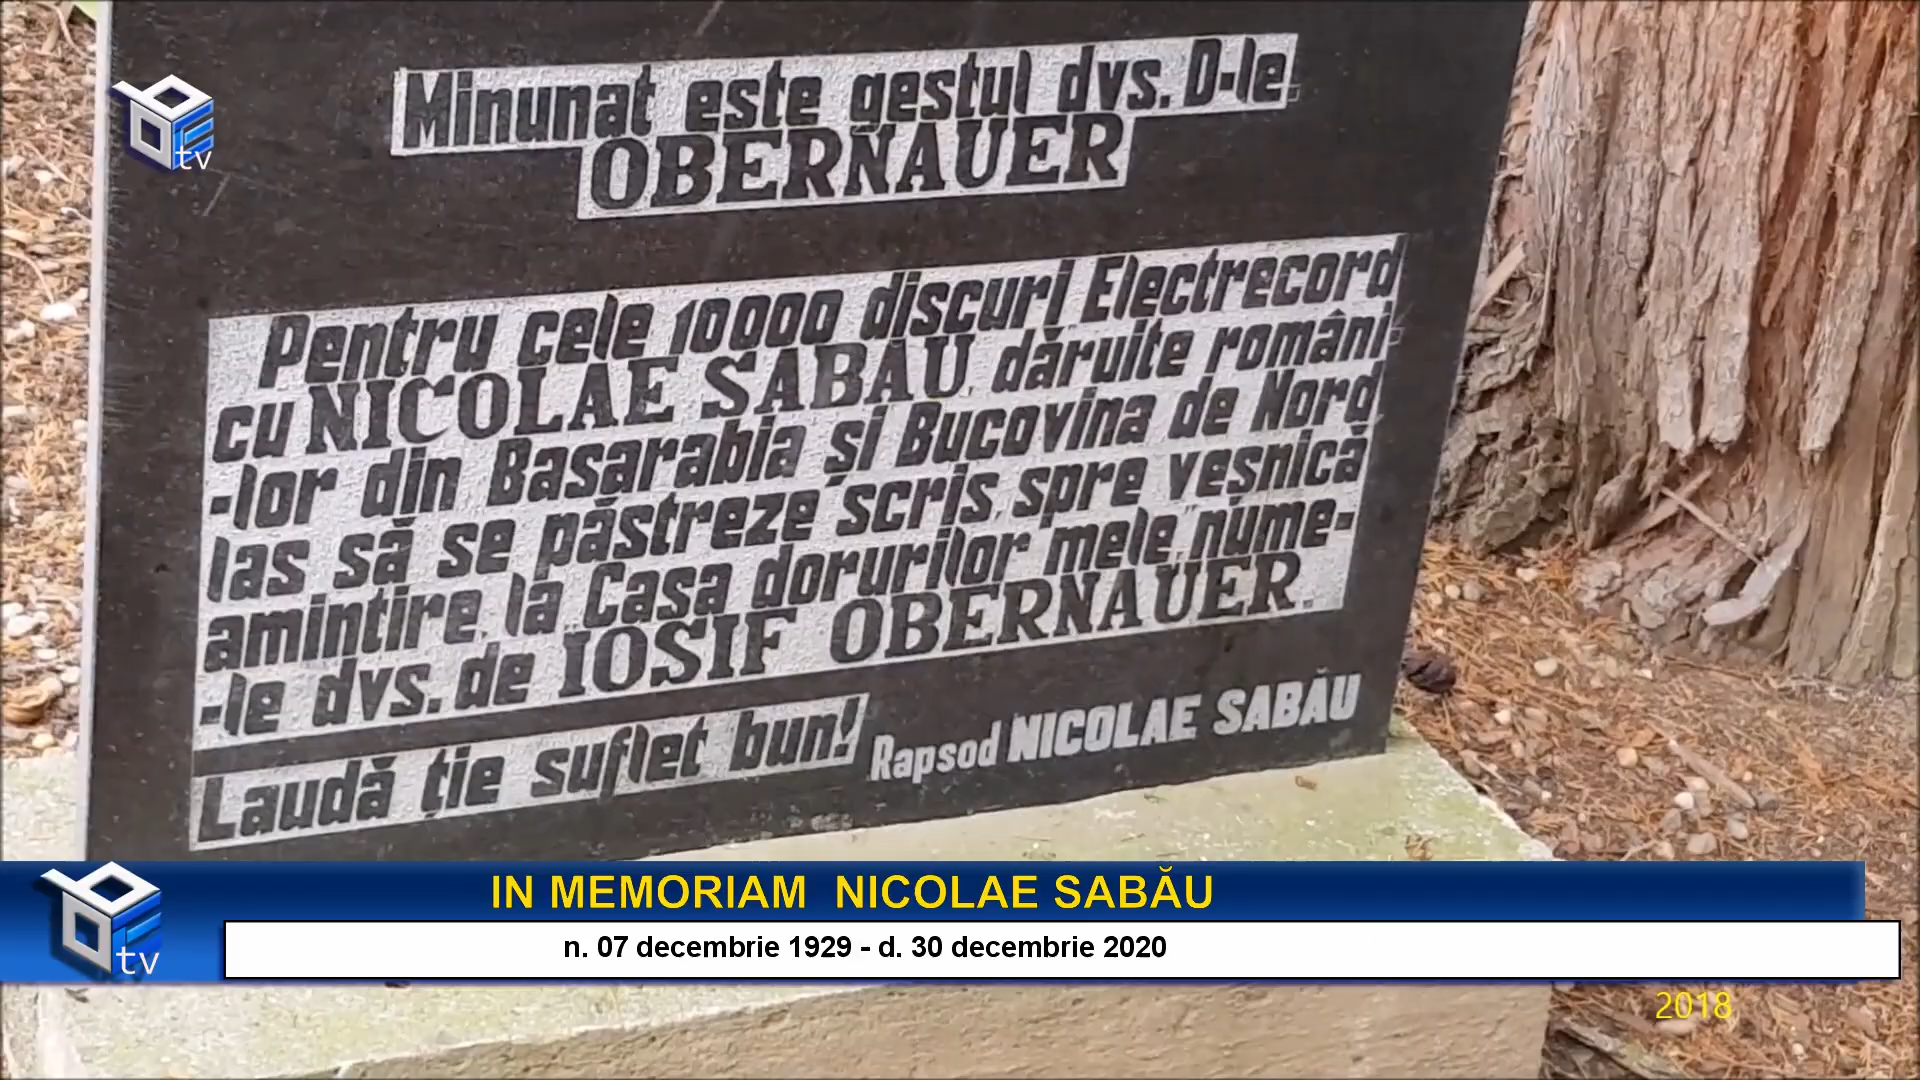 Minunat este gestul dvs. D-le.
OBERNAUER
Pentru cele 10000 discuri Electrecord
cu NICOLAE SABĂU, dăruite români-
-lor din Basarabia și Bucovina de Nord,
las să se păstreze scris, spre veșnică
amintire, la "Casa dorurilor mele" nume-
-le dvs. de IOSIF OBERNAUER.
Laudă ție suflet bun!
Rapsod NICOLAE SABĂU
tv
IN MEMORIAM NICOLAE SABĂU
n. 07 decembrie 1929 - d. 30 decembrie 2020
tv
2018